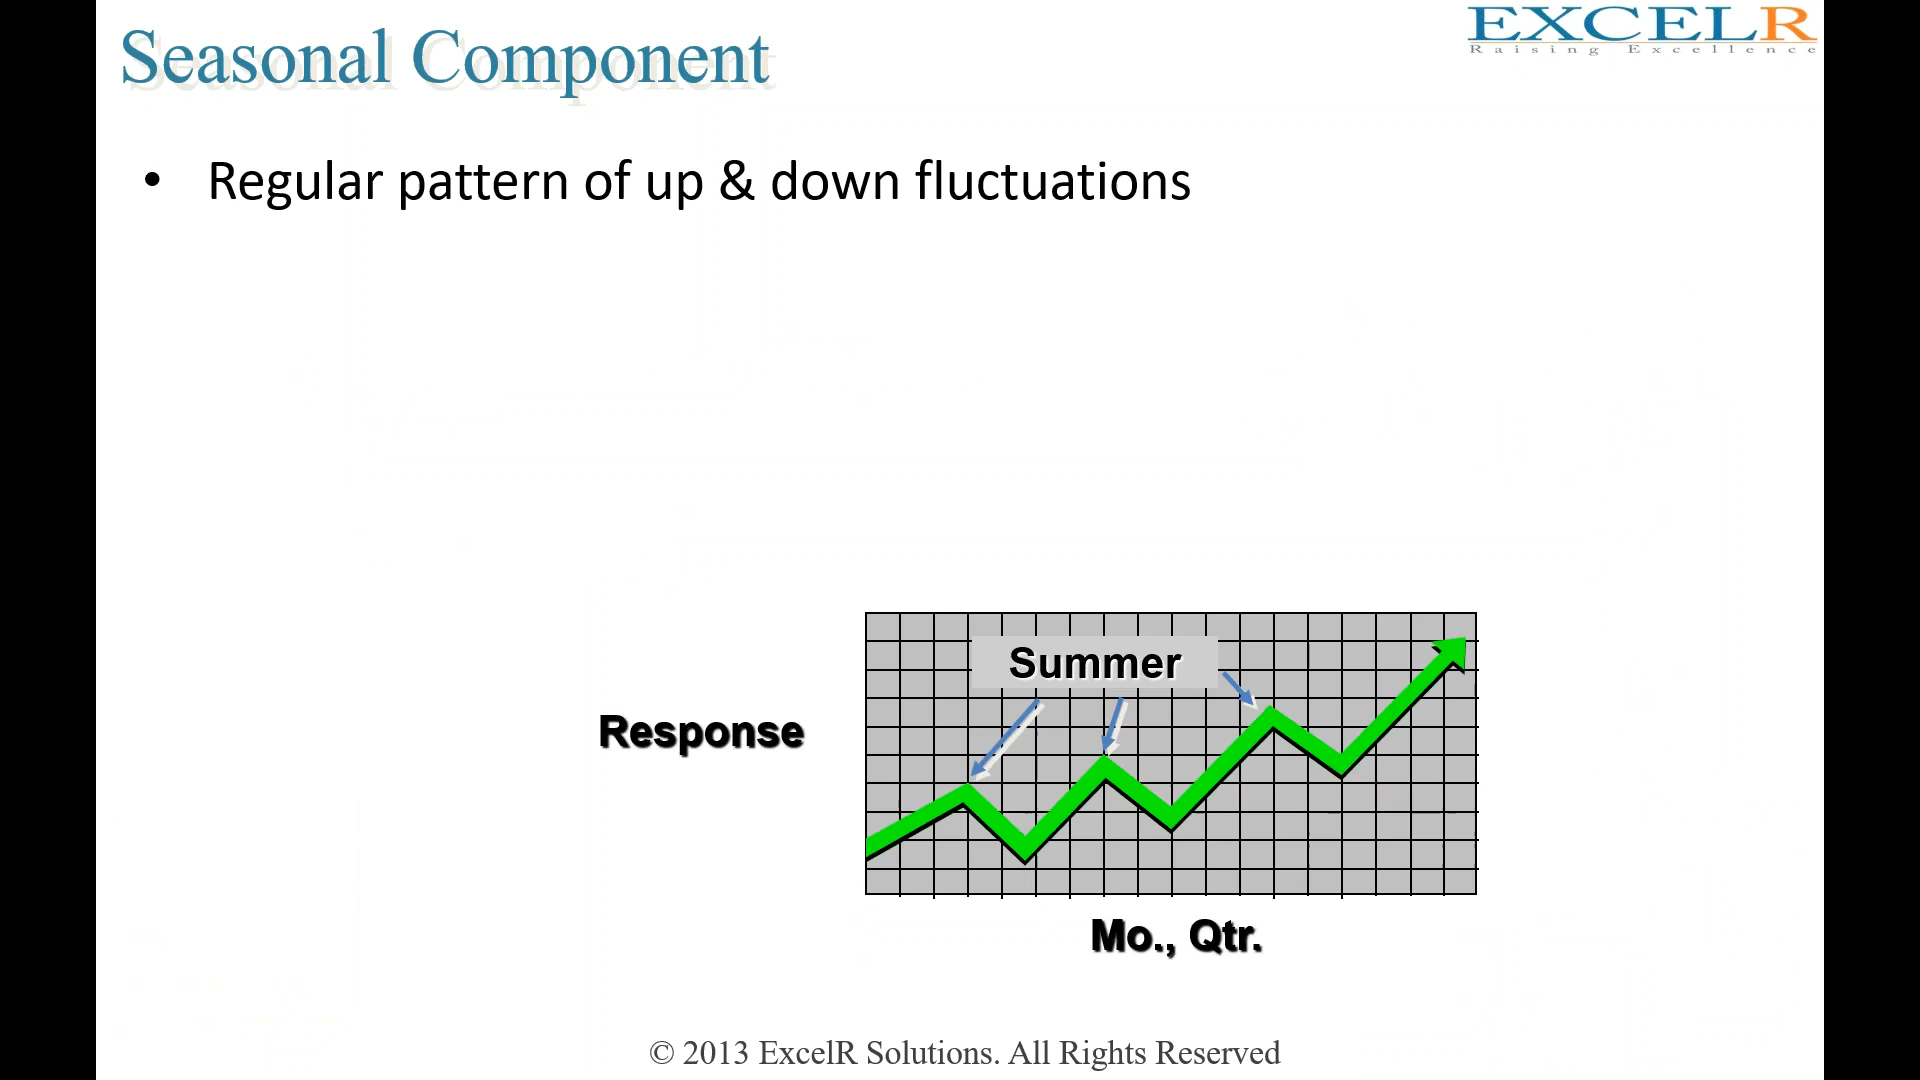 Seasonal Component
EXCELR
Raising Excellence
• Regular pattern of up & down fluctuations
Summer
Response
Mo., Qtr.
© 2013 ExcelR Solutions. All Rights Reserved